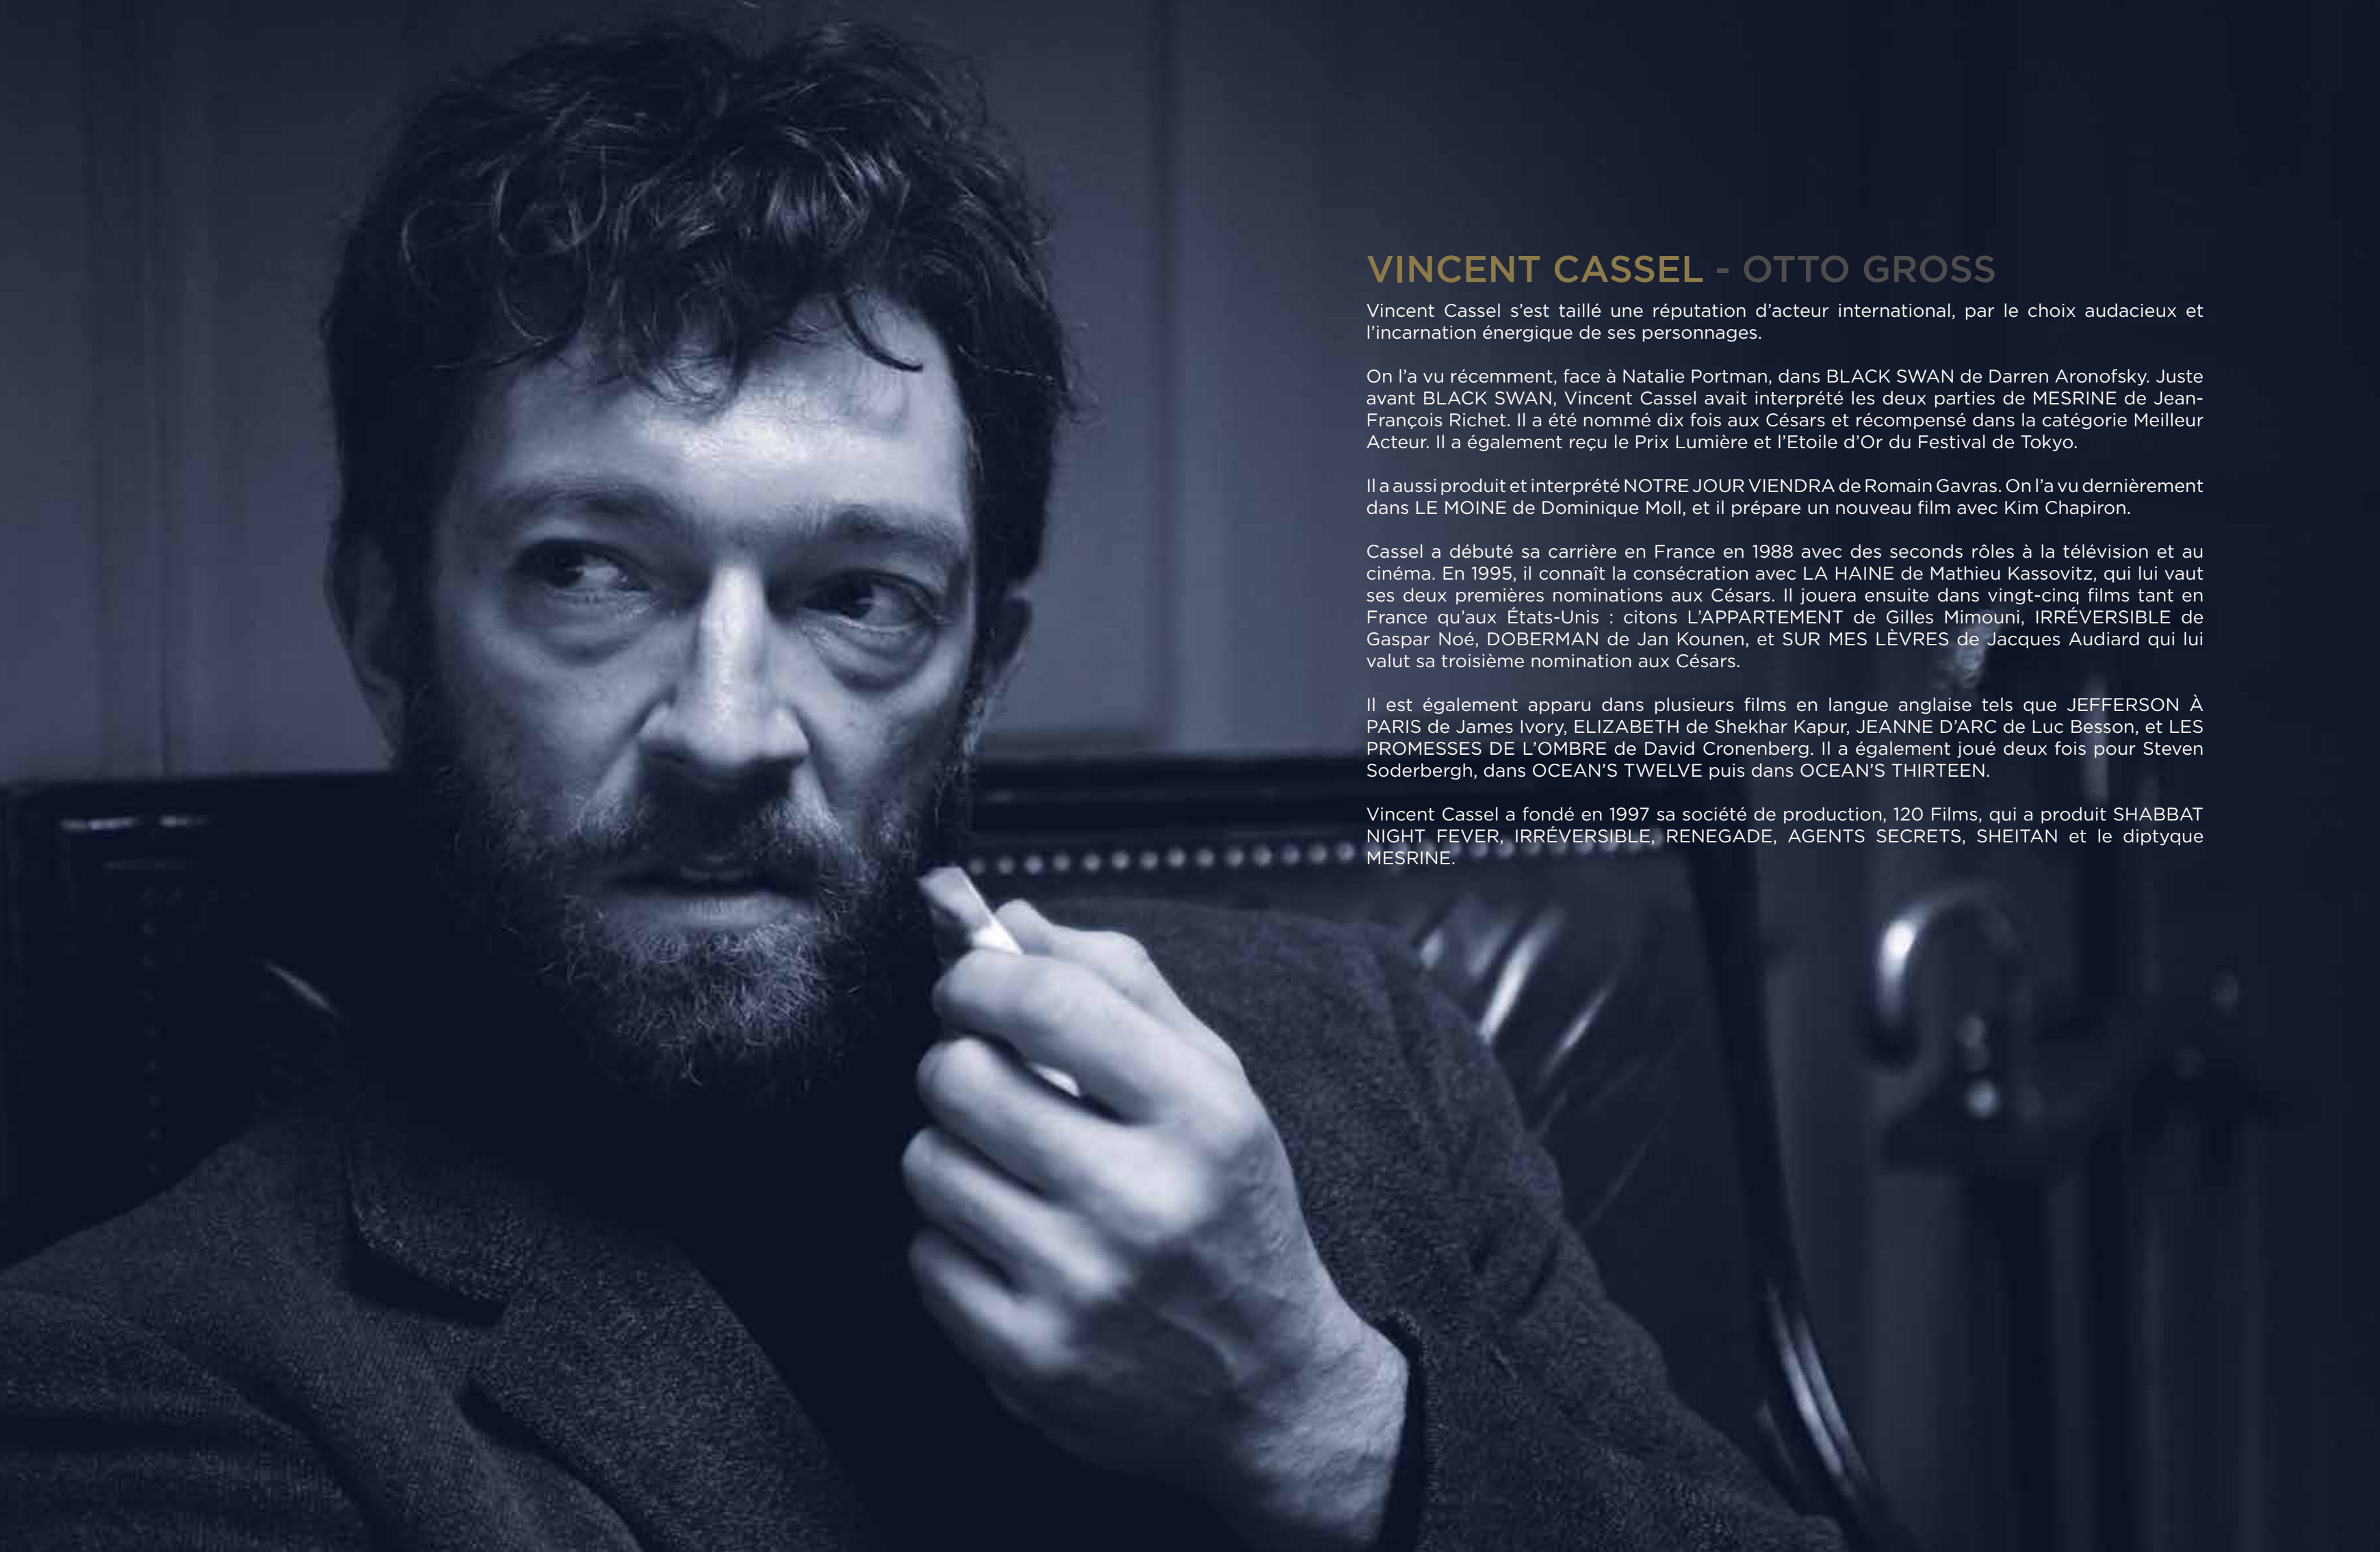 VINCENT CASSEL - OTTO GROSS
Vincent Cassel s’est taillé une réputation d’acteur international, par le choix audacieux et
l’incarnation énergique de ses personnages.
On l’a vu récemment, face à Natalie Portman, dans BLACK SWAN de Darren Aronofsky. Juste
avant BLACK SWAN, Vincent Cassel avait interprété les deux parties de MESRINE de Jean-
François Richet. Il a été nommé dix fois aux Césars et récompensé dans la catégorie Meilleur
Acteur. Il a également reçu le Prix Lumière et l’Etoile d’Or du Festival de Tokyo.
Il a aussi produit et interprété NOTRE JOUR VIENDRA de Romain Gavras. On l’a vu dernièrement
dans LE MOINE de Dominique Moll, et il prépare un nouveau film avec Kim Chapiron.
Cassel a débuté sa carrière en France en 1988 avec des seconds rôles à la télévision et au
cinéma. En 1995, il connaît la consécration avec LA HAINE de Mathieu Kassovitz, qui lui vaut
ses deux premières nominations aux Césars. Il jouera ensuite dans vingt-cinq films tant en
France qu’aux États-Unis : citons L’APPARTEMENT de Gilles Mimouni, IRRÉVERSIBLE de
Gaspar Noé, DOBERMAN de Jan Kounen, et SUR MES LÈVRES de Jacques Audiard qui lui
valut sa troisième nomination aux Césars.
Il est également apparu dans plusieurs films en langue anglaise tels que JEFFERSON À
PARIS de James Ivory, ELIZABETH de Shekhar Kapur, JEANNE D’ARC de Luc Besson, et LES
PROMESSES DE L’OMBRE de David Cronenberg. Il a également joué deux fois pour Steven
Soderbergh, dans OCEAN’S TWELVE puis dans OCEAN’S THIRTEEN.
Vincent Cassel a fondé en 1997 sa société de production, 120 Films, qui a produit SHABBAT
NIGHT FEVER, IRRÉVERSIBLE, RENEGADE, AGENTS SECRETS, SHEITAN et le diptyque
MESRINE.